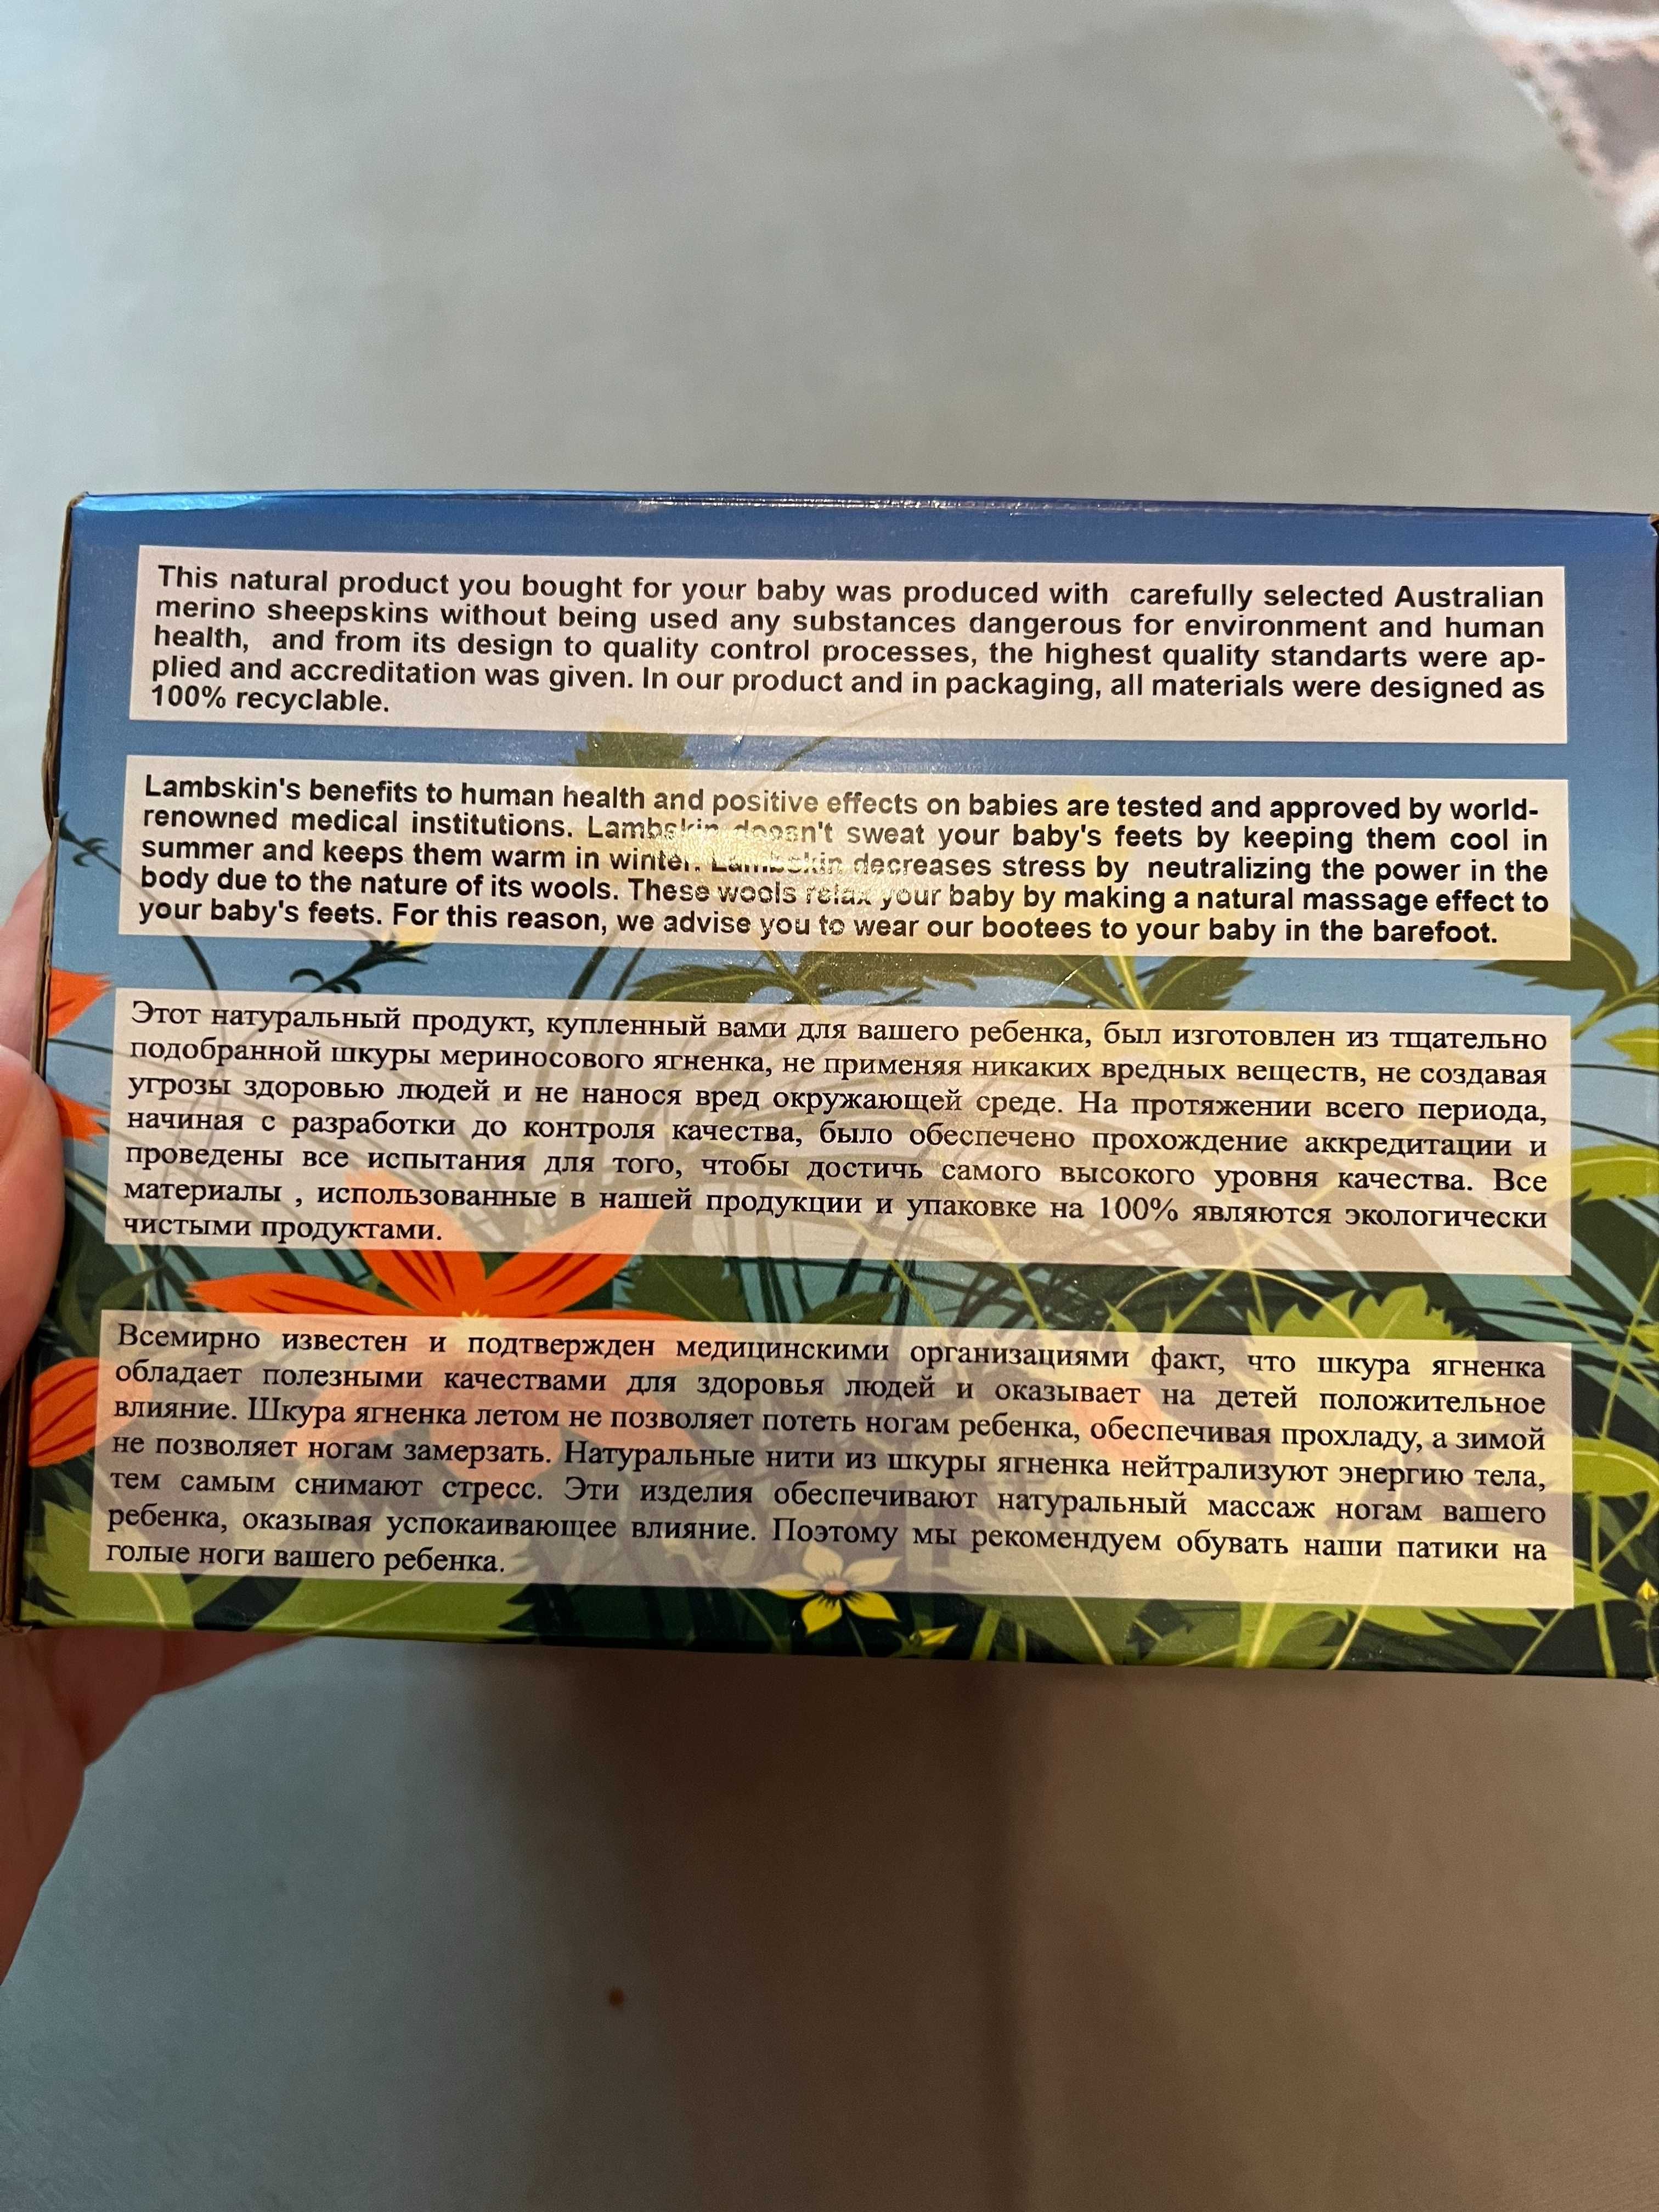 This natural product you bought for your baby was produced with carefully selected Australian
merino sheepskins without being used any substances dangerous for environment and human
health, and from its design to quality control processes, the highest quality standarts were ap-
plied and accreditation was given. In our product and in packaging, all materials were designed as
100% recyclable.
Lambskin's benefits to human health and positive effects on babies are tested and approved by world-
renowned medical institutions. Lambskin doesn't sweat your baby's feets by keeping them cool in
summer and keeps them warm in winter. Lambskin decreases stress by neutralizing the power in the
body due to the nature of its wools. These wools relax your baby by making a natural massage effect to
your baby's feets. For this reason, we advise you to wear our bootees to your baby in the barefoot.
Этот натуральный продукт, купленный вами для вашего ребенка, был изготовлен из тщательно
подобранной шкуры мериносового ягненка, не применяя никаких вредных веществ, не создавая
угрозы здоровью людей и не нанося вред окружающей среде. На протяжении всего периода,
начиная с разработки до контроля качества, было обеспечено прохождение аккредитации и
проведены все испытания для того, чтобы достичь самого высокого уровня качества. Все
материалы , использованные в нашей продукции и упаковке на 100% являются экологически
чистыми продуктами.
Всемирно известен и подтвержден медицинскими организациями факт, что шкура ягненка
обладает полезными качествами для здоровья людей и оказывает на детей положительное
влияние. Шкура ягненка летом не позволяет потеть ногам ребенка, обеспечивая прохладу, а зимой
не позволяет ногам замерзать. Натуральные нити из шкуры ягненка нейтрализуют энергию тела,
тем самым снимают стресс. Эти изделия обеспечивают натуральный массаж ногам вашего
ребенка, оказывая успокаивающее влияние. Поэтому мы рекомендуем обувать наши патики на
голые ноги вашего ребенка.